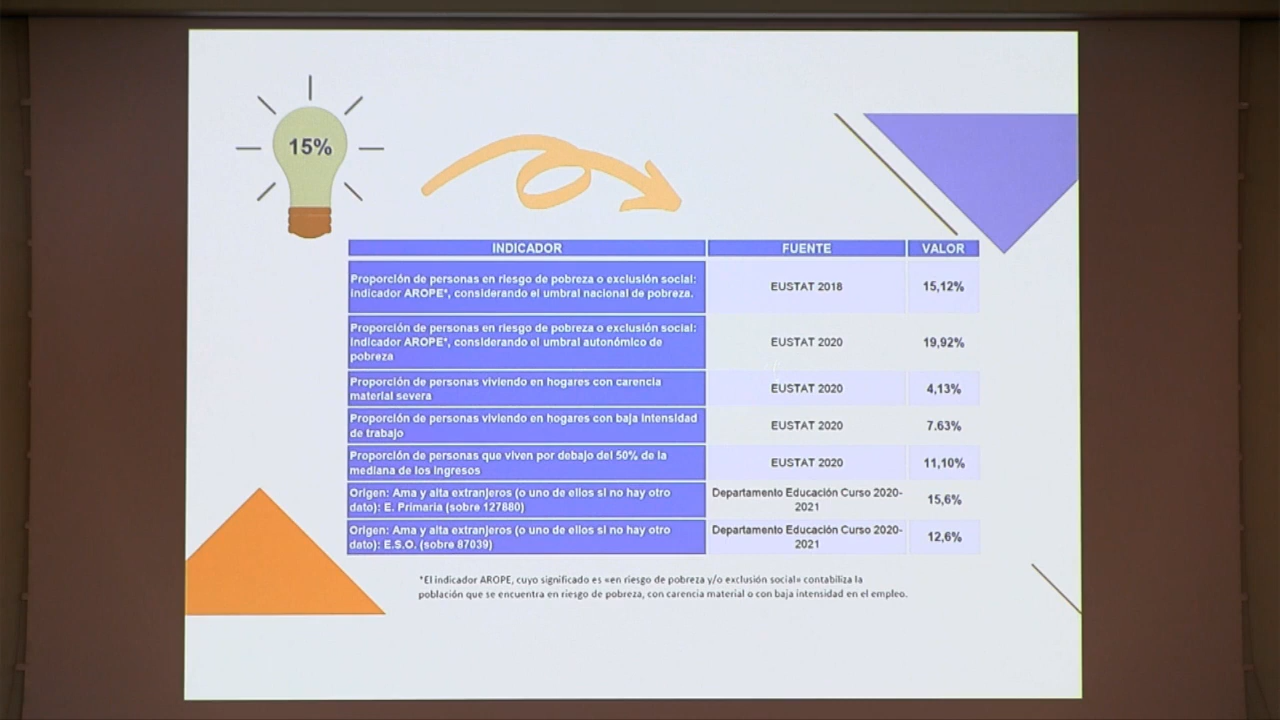 15%
INDICADOR FUENTE VALOR
Proporción de personas en riesgo de pobreza o exclusión social:
indicador AROPE*, considerando el umbral nacional de pobreza.
EUSTAT 2018
15,12%
Proporción de personas en riesgo de pobreza o exclusión social:
indicador AROPE*, considerando el umbral autonómico de
pobreza
EUSTAT 2020
19,92%
Proporción de personas viviendo en hogares con carencia
material severa
EUSTAT 2020
4,13%
Proporción de personas viviendo en hogares con baja intensidad
de trabajo
EUSTAT 2020
7.63%
Proporción de personas que viven por debajo del 50% de la
mediana de los ingresos
EUSTAT 2020
11,10%
Origen: Ama y aita extranjeros (o uno de ellos si no hay otro
dato): E. Primaria (sobre 127880)
Departamento Educación Curso 2020-
2021
15,6%
Origen: Ama y aita extranjeros (o uno de ellos si no hay otro
dato): E.S.O. (sobre 87039)
Departamento Educación Curso 2020-
2021
12,6%
*El indicador AROPE, cuyo significado es «en riesgo de pobreza y/o exclusión social» contabiliza la
población que se encuentra en riesgo de pobreza, con carencia material o con baja intensidad en el empleo.